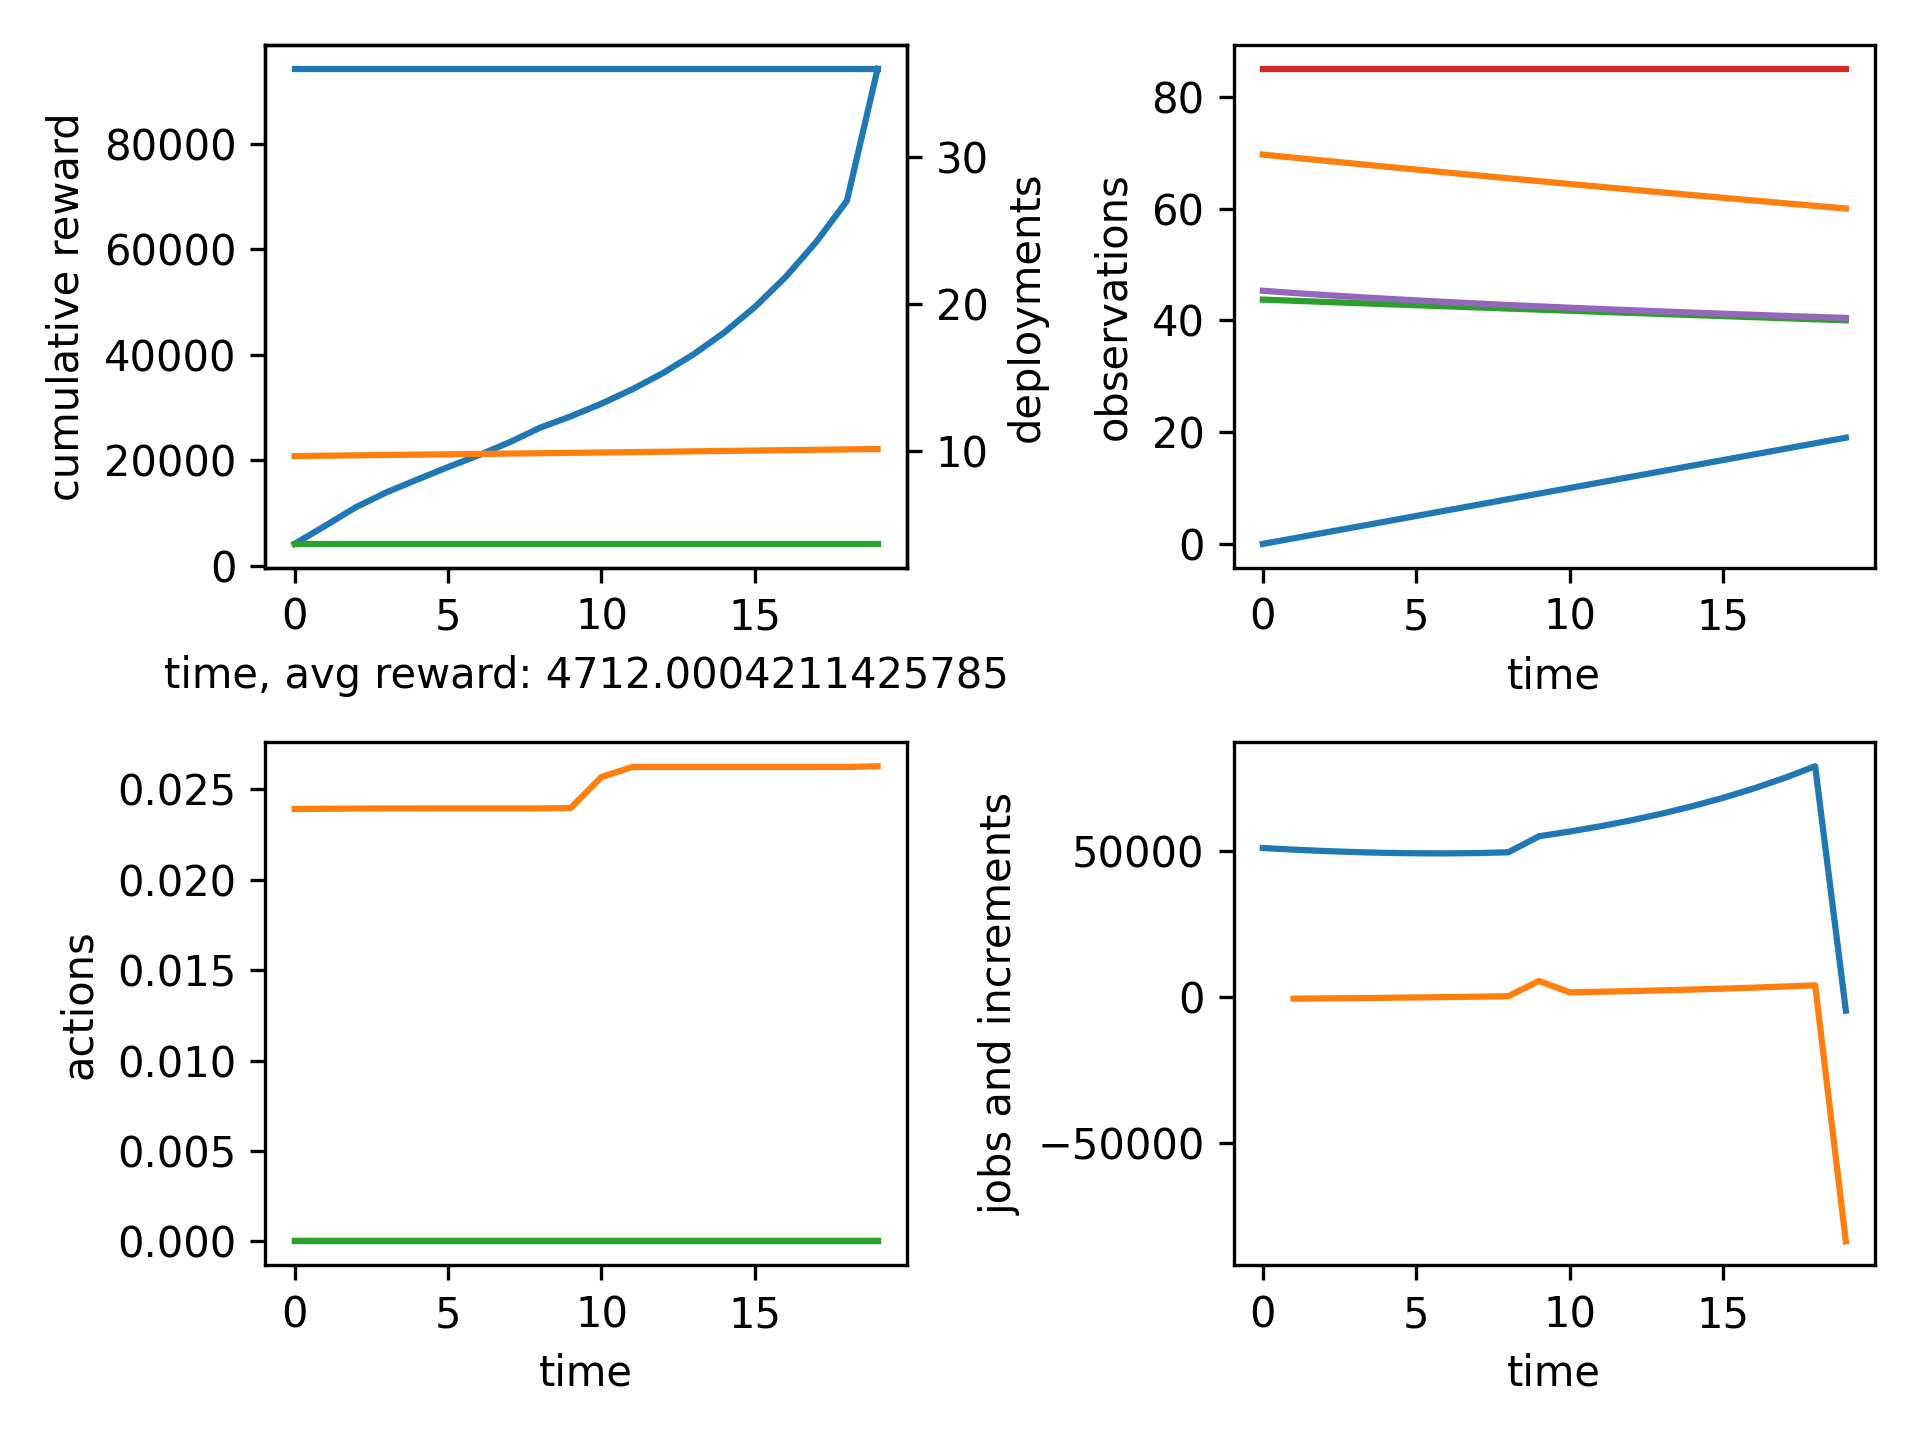 cumulative reward
80000
60000
40000
20000
0
0 5 10 15
time, avg reward: 4712.0004211425785
30
20
10
deployments
observations
80
60
40
20
0
0 5 10 15
time
actions
0.025
0.020
0.015
0.010
0.005
0.000
0 5 10 15
time
jobs and increments
50000
0
−50000
0 5 10 15
time